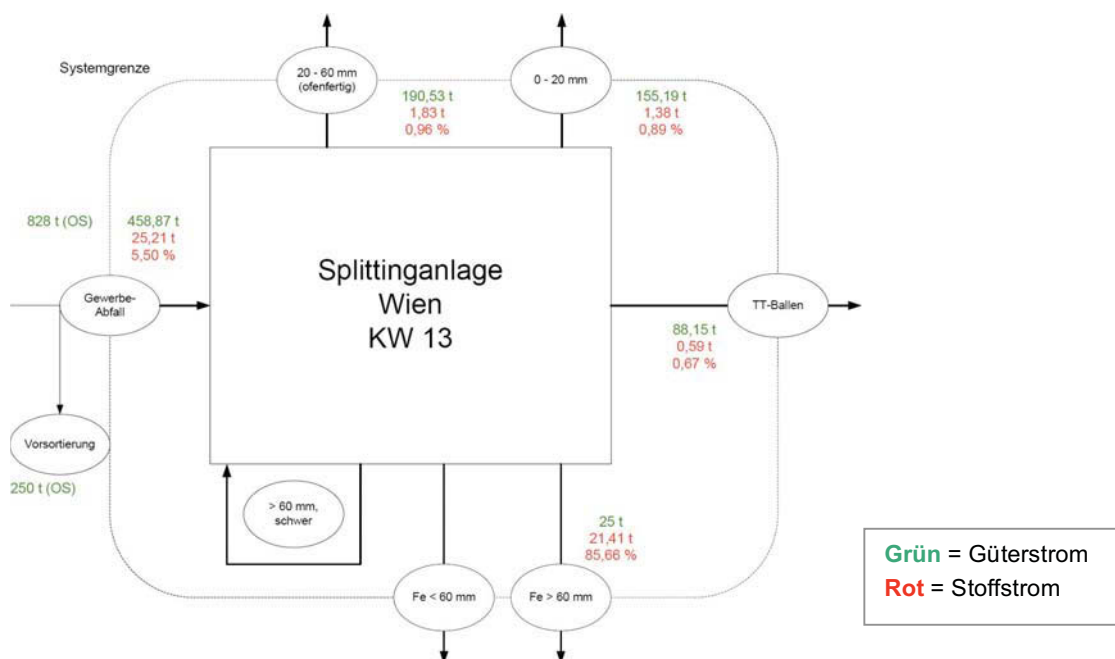 Systemgrenze
20 - 60 mm
(ofenfertig)
190,53 t
1,83 t
0,96 %
0 - 20 mm
155,19 t
1,38 t
0,89 %
828 t (OS)
458,87 t
25,21 t
5,50 %
Gewerbe-
Abfall
Splittinganlage
Wien
KW 13
TT-Ballen
88,15 t
0,59 t
0,67 %
Vorsortierung
250 t (OS)
> 60 mm,
schwer
25 t
21,41 t
85,66 %
Fe < 60 mm
Fe > 60 mm
Grün = Güterstrom
Rot = Stoffstrom